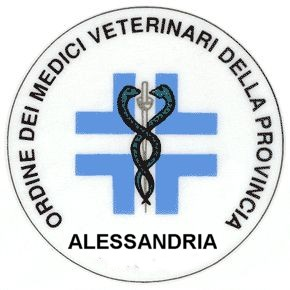 ORDINE DEI MEDICI VETERINARI DELLA PROVINCIA
ALESSANDRIA